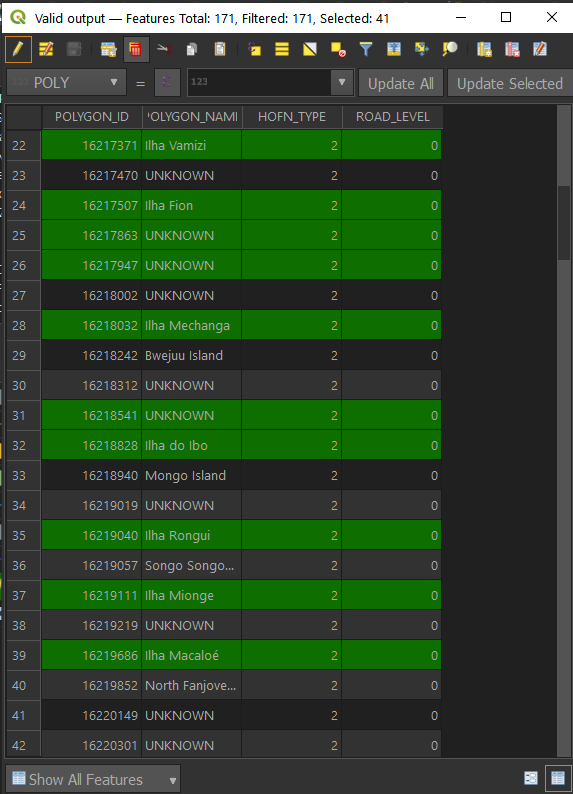 Valid output — Features Total: 171, Filtered: 171, Selected: 41
123 POLY = ε 123 Update All Update Selected
POLYGON_ID POLYGON_NAMI HOFN_TYPE ROAD_LEVEL
22 16217371 Ilha Vamizi 2 0
23 16217470 UNKNOWN 2 0
24 16217507 Ilha Fion 2 0
25 16217863 UNKNOWN 2 0
26 16217947 UNKNOWN 2 0
27 16218002 UNKNOWN 2 0
28 16218032 Ilha Mechanga 2 0
29 16218242 Bwejuu Island 2 0
30 16218312 UNKNOWN 2 0
31 16218541 UNKNOWN 2 0
32 16218828 Ilha do Ibo 2 0
33 16218940 Mongo Island 2 0
34 16219019 UNKNOWN 2 0
35 16219040 Ilha Rongui 2 0
36 16219057 Songo Songo... 2 0
37 16219111 Ilha Mionge 2 0
38 16219219 UNKNOWN 2 0
39 16219686 Ilha Macaloé 2 0
40 16219852 North Fanjove... 2 0
41 16220149 UNKNOWN 2 0
42 16220301 UNKNOWN 2 0
Show All Features